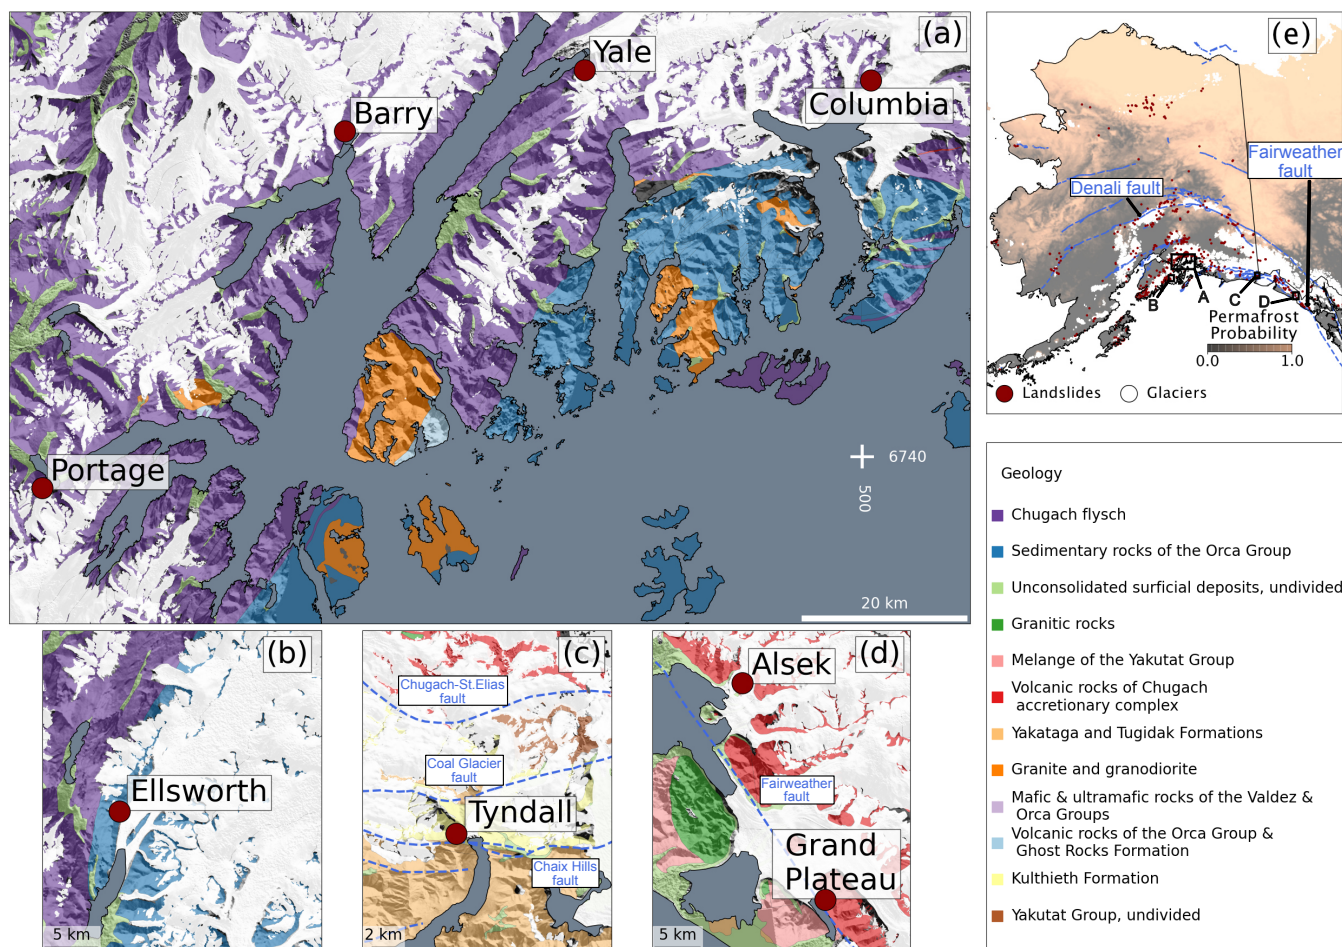 (a)
Yale
Barry
Columbia
Portage
6740
500
20 km
(b)
Ellsworth
5 km
(c)
Chugach-St.Elias
fault
Coal Glacier
fault
Tyndall
Chaix Hills
fault
2 km
(d)
Alsek
Fairweather
fault
Grand
Plateau
5 km
(e)
Fairweather
fault
Denali fault
A
B
C
D
Permafrost
Probability
0.0 1.0
Landslides
Glaciers
Geology
Chugach flysch
Sedimentary rocks of the Orca Group
Unconsolidated surficial deposits, undivided
Granitic rocks
Melange of the Yakutat Group
Volcanic rocks of Chugach
accretionary complex
Yakataga and Tugidak Formations
Granite and granodiorite
Mafic & ultramafic rocks of the Valdez &
Orca Groups
Volcanic rocks of the Orca Group &
Ghost Rocks Formation
Kulthieth Formation
Yakutat Group, undivided